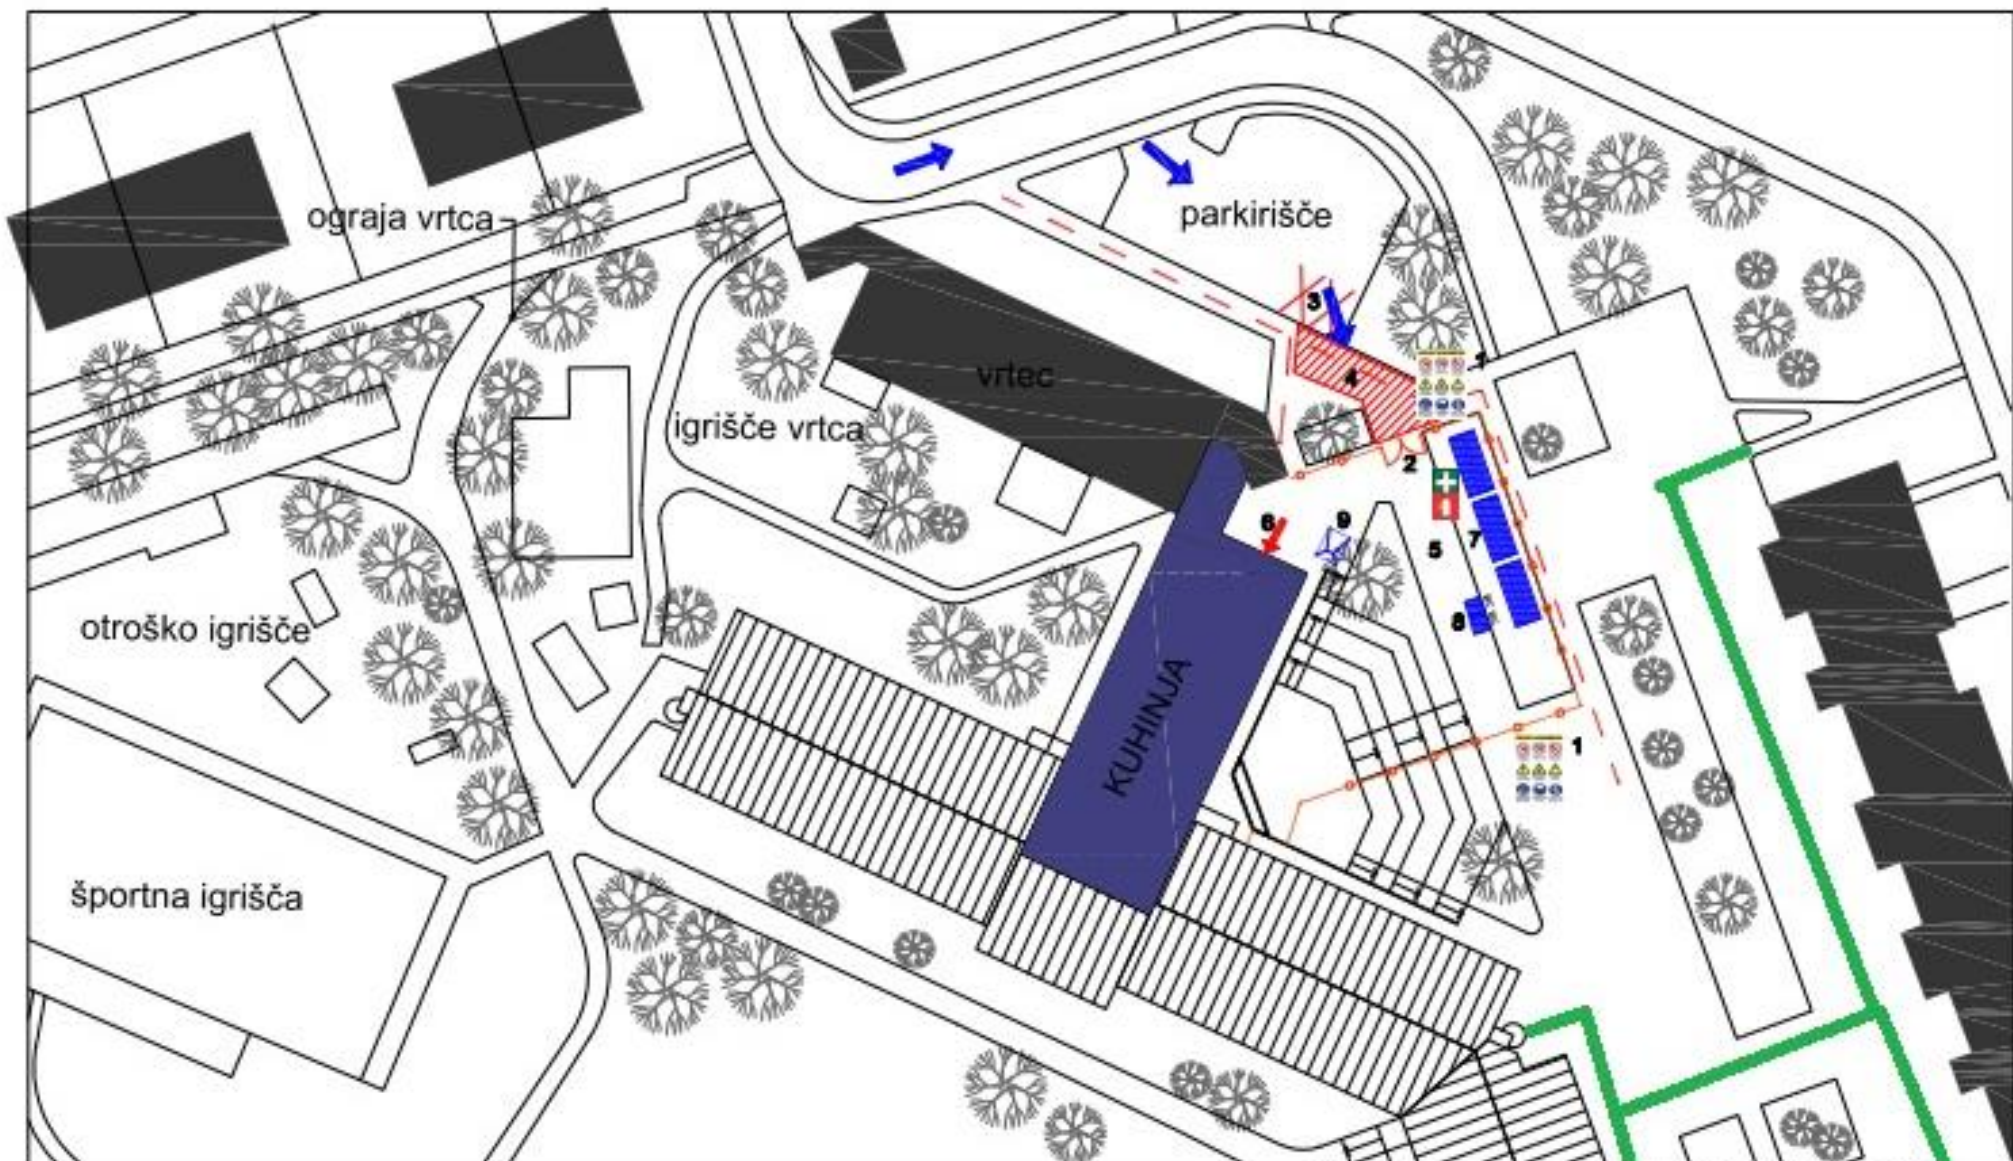 ograja vrtca
parkirišče
3
1
4
vrtec
igrišče vrtca
2
6
9
5
7
8
otroško igrišče
KUHINJA
1
športna igrišča